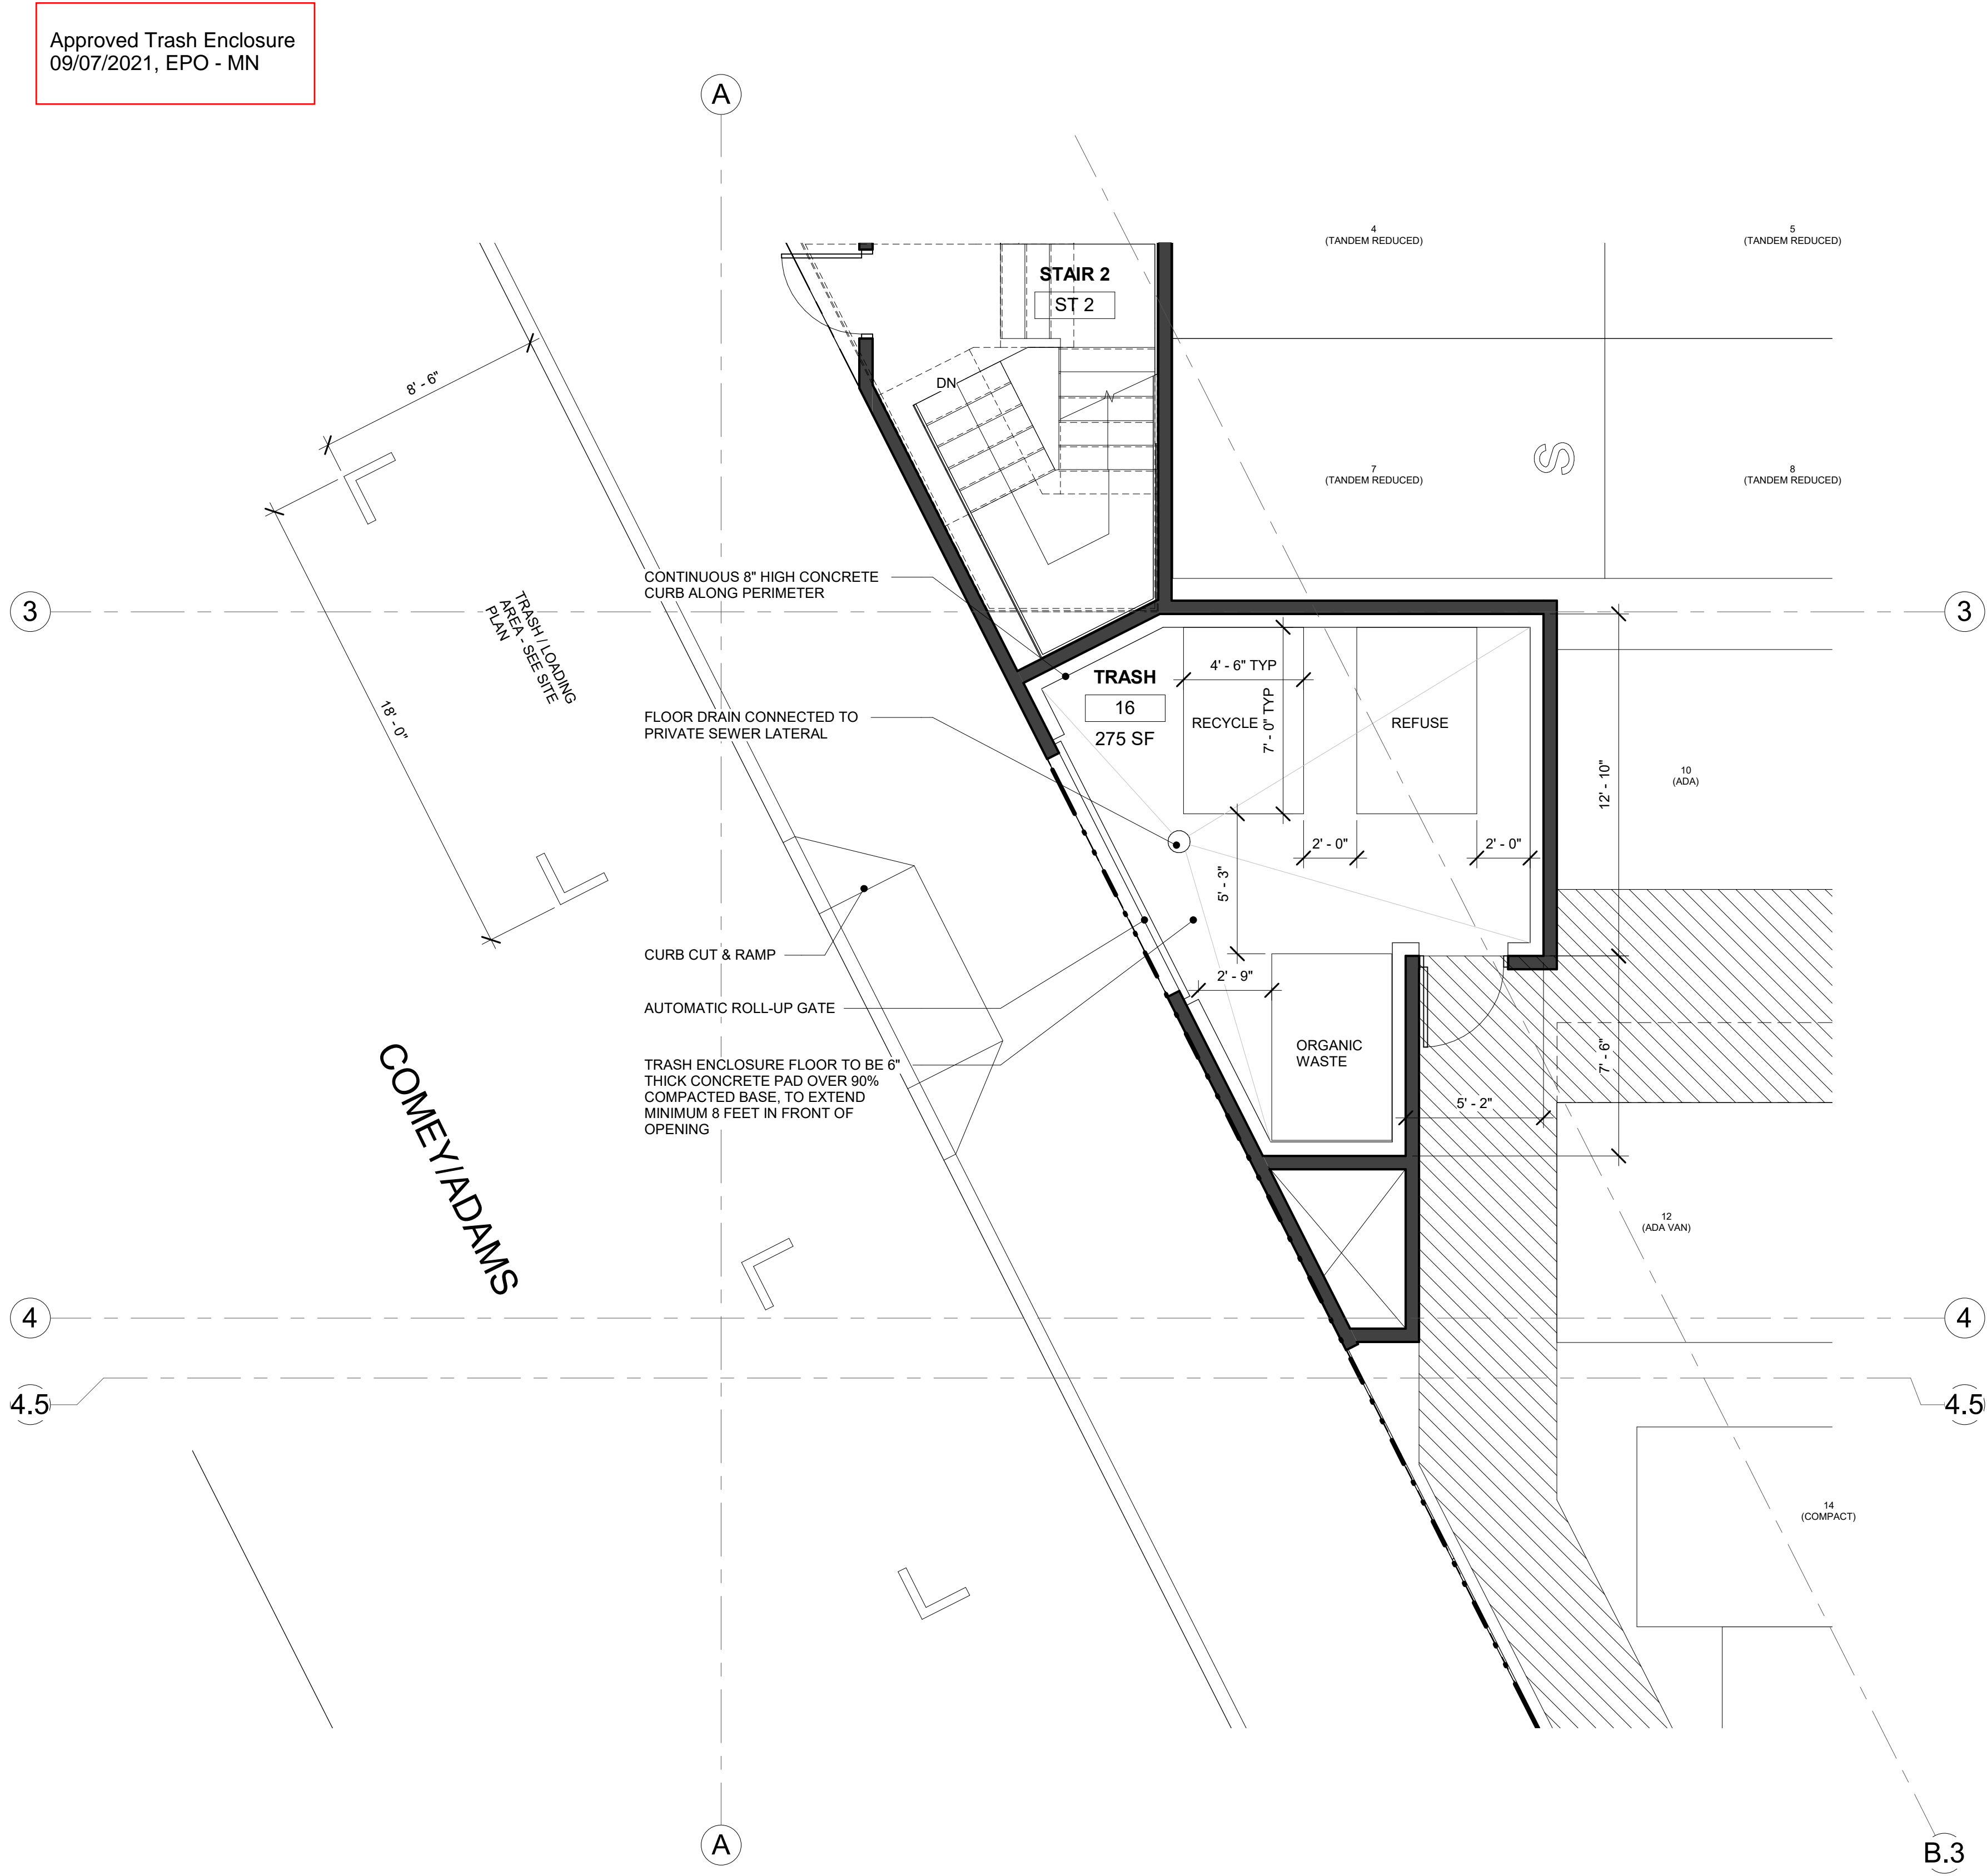 Approved Trash Enclosure
09/07/2021, EPO - MN
A
4
(TANDEM REDUCED)
5
(TANDEM REDUCED)
STAIR 2
ST 2
8' - 6"
DN
7
(TANDEM REDUCED)
S
8
(TANDEM REDUCED)
CONTINUOUS 8" HIGH CONCRETE
CURB ALONG PERIMETER
3
3
TRASH / LOADING
AREA - SEE SITE
PLAN
18' - 0"
TRASH
16
275 SF
4' - 6" TYP
7' - 0" TYP
RECYCLE
REFUSE
FLOOR DRAIN CONNECTED TO
PRIVATE SEWER LATERAL
12' - 10"
10
(ADA)
2' - 0"
2' - 0"
5' - 3"
CURB CUT & RAMP
2' - 9"
AUTOMATIC ROLL-UP GATE
ORGANIC
WASTE
7' - 6"
TRASH ENCLOSURE FLOOR TO BE 6"
THICK CONCRETE PAD OVER 90%
COMPACTED BASE, TO EXTEND
MINIMUM 8 FEET IN FRONT OF
OPENING
5' - 2"
COMEY/ADAMS
12
(ADA VAN)
4
4
4.5
4.5
14
(COMPACT)
A
B.3